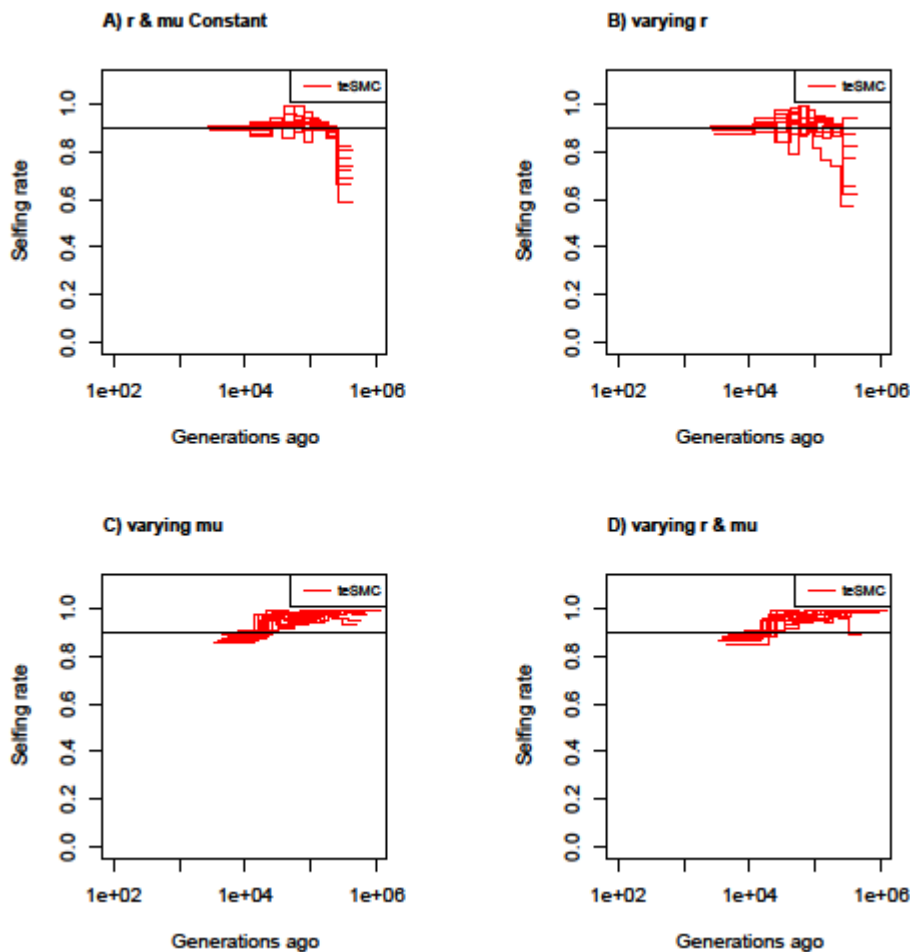 A) r & mu Constant
teSMC
1.0
0.8
0.6
0.4
0.2
0.0
Selfing rate
1e+02
1e+04
1e+06
Generations ago
B) varying r
teSMC
1.0
0.8
0.6
0.4
0.2
0.0
Selfing rate
1e+02
1e+04
1e+06
Generations ago
C) varying mu
teSMC
1.0
0.8
0.6
0.4
0.2
0.0
Selfing rate
1e+02
1e+04
1e+06
Generations ago
D) varying r & mu
teSMC
1.0
0.8
0.6
0.4
0.2
0.0
Selfing rate
1e+02
1e+04
1e+06
Generations ago